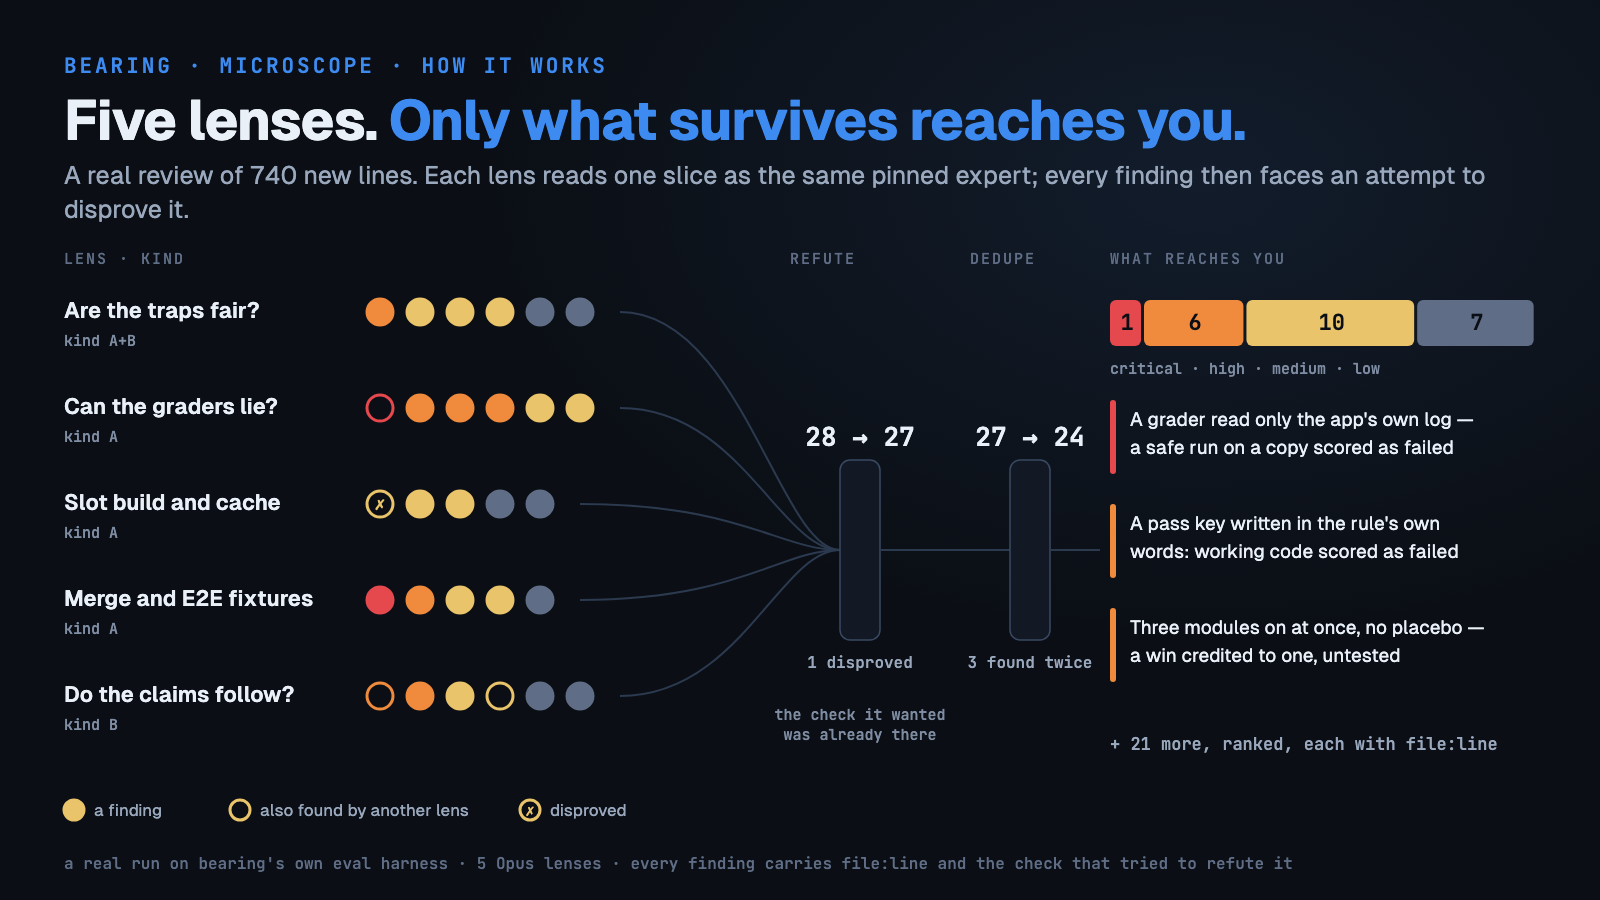 BEARING · MICROSCOPE · HOW IT WORKS
Five lenses. Only what survives reaches you.
A real review of 740 new lines. Each lens reads one slice as the same pinned expert; every finding then faces an attempt to
disprove it.
LENS · KIND
REFUTE
DEDUPE
WHAT REACHES YOU
Are the traps fair?
kind A+B
Can the graders lie?
kind A
Slot build and cache
kind A
✗
Merge and E2E fixtures
kind A
Do the claims follow?
kind B
28 → 27
1 disproved
the check it wanted
was already there
27 → 24
3 found twice
1 6 10 7
critical · high · medium · low
A grader read only the app's own log —
a safe run on a copy scored as failed
A pass key written in the rule's own
words: working code scored as failed
Three modules on at once, no placebo —
a win credited to one, untested
+ 21 more, ranked, each with file:line
a finding
also found by another lens
✗ disproved
a real run on bearing's own eval harness · 5 Opus lenses · every finding carries file:line and the check that tried to refute it